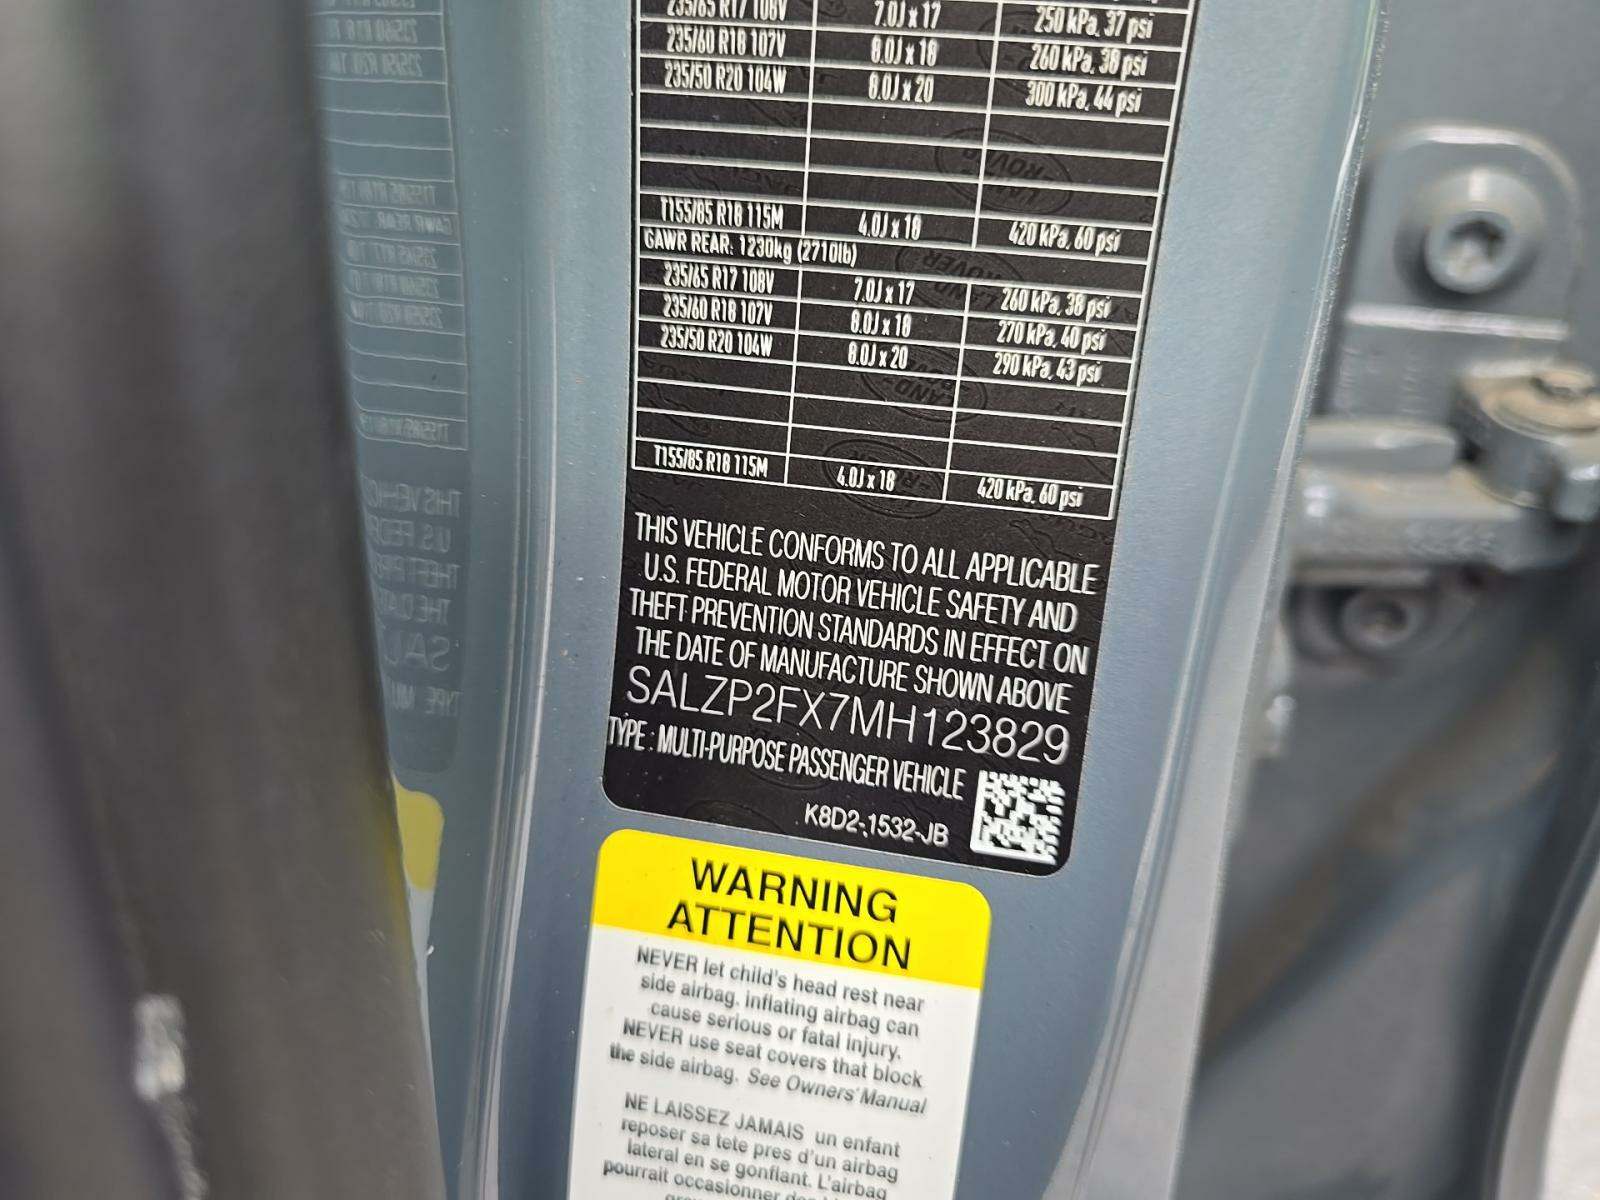 235/65 R17 108V 7.0J x 17 250 kPa, 37 psi
235/60 R18 107V 8.0J x 18 260 kPa, 38 psi
235/50 R20 104W 8.0J x 20 300 kPa, 44 psi
T155/85 R18 115M 4.0J x 18 420 kPa, 60 psi
GAWR REAR: 1230kg (2710lb)
235/65 R17 108V 7.0J x 17 260 kPa, 38 psi
235/60 R18 107V 8.0J x 18 270 kPa, 40 psi
235/50 R20 104W 8.0J x 20 290 kPa, 43 psi
T155/85 R18 115M 4.0J x 18 420 kPa, 60 psi
THIS VEHICLE CONFORMS TO ALL APPLICABLE
U.S. FEDERAL MOTOR VEHICLE SAFETY AND
THEFT PREVENTION STANDARDS IN EFFECT ON
THE DATE OF MANUFACTURE SHOWN ABOVE
SALZP2FX7MH123829
TYPE : MULTI-PURPOSE PASSENGER VEHICLE
K8D2-1532-JB
WARNING
ATTENTION
NEVER let child's head rest near
side airbag. inflating airbag can
cause serious or fatal injury.
NEVER use seat covers that block
the side airbag. See Owners' Manual
NE LAISSEZ JAMAIS un enfant
reposer sa tete pres d'un airbag
lateral en se gonflant. L'airbag
pourrait occasionner